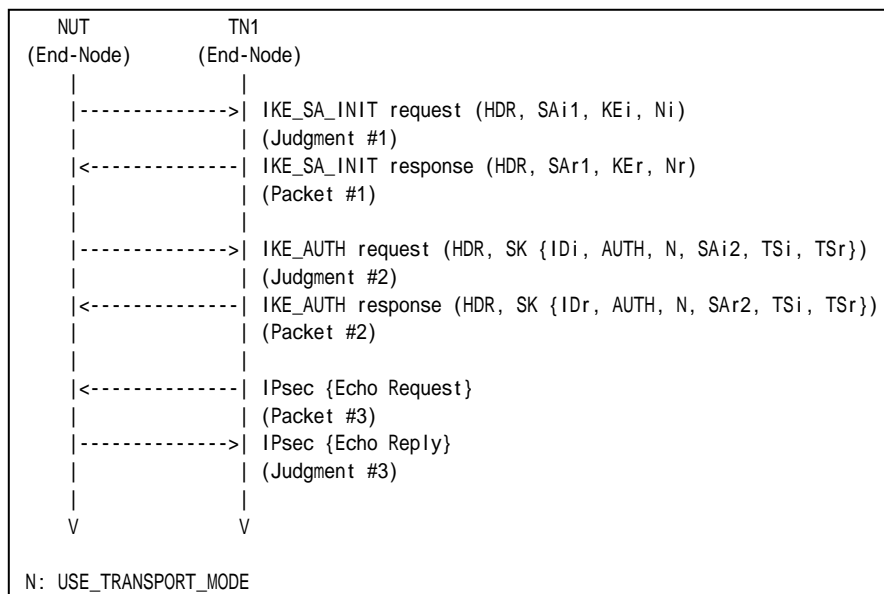 NUT TN1
(End-Node) (End-Node)
| |
|-------------->| IKE_SA_INIT request (HDR, SAi1, KEi, Ni)
| | (Judgment #1)
|<--------------| IKE_SA_INIT response (HDR, SAr1, KEr, Nr)
| | (Packet #1)
| |
|-------------->| IKE_AUTH request (HDR, SK {IDi, AUTH, N, SAi2, TSi, TSr})
| | (Judgment #2)
|<--------------| IKE_AUTH response (HDR, SK {IDr, AUTH, N, SAr2, TSi, TSr})
| | (Packet #2)
| |
|<--------------| IPsec {Echo Request}
| | (Packet #3)
|-------------->| IPsec {Echo Reply}
| | (Judgment #3)
| |
V V
N: USE_TRANSPORT_MODE